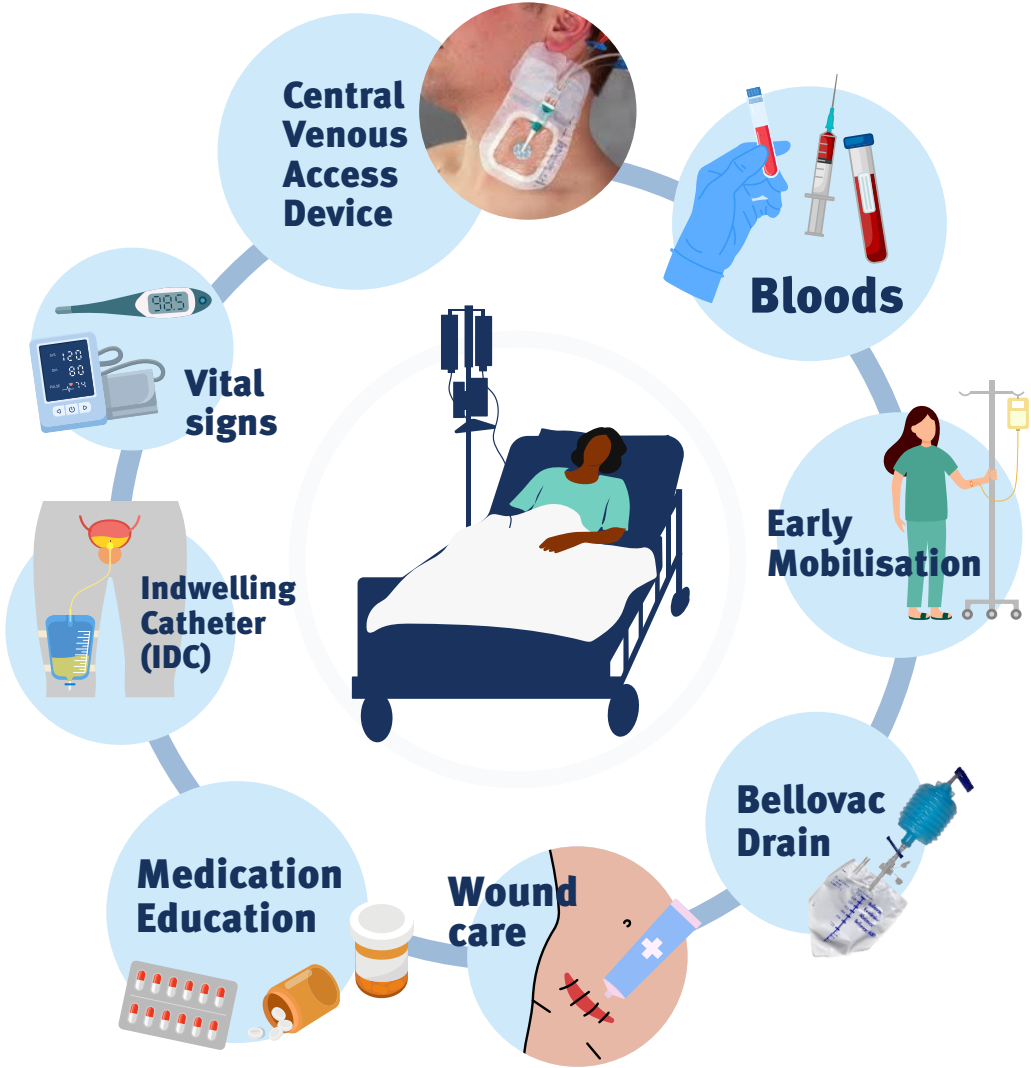 Central
Venous
Access
Device
Bloods
Early
Mobilisation
Bellovac
Drain
Wound
care
Medication
Education
Indwelling
Catheter
(IDC)
Vital
signs
98.5
120
80
74